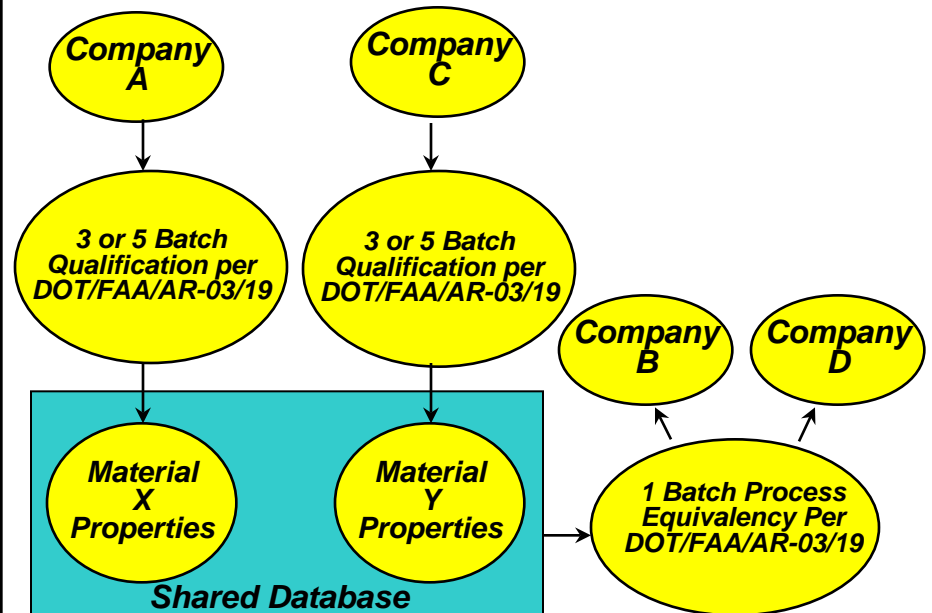 Company
A
Company
C
3 or 5 Batch
Qualification per
DOT/FAA/AR-03/19
3 or 5 Batch
Qualification per
DOT/FAA/AR-03/19
Company
B
Company
D
Material
X
Properties
Material
Y
Properties
1 Batch Process
Equivalency Per
DOT/FAA/AR-03/19
Shared Database